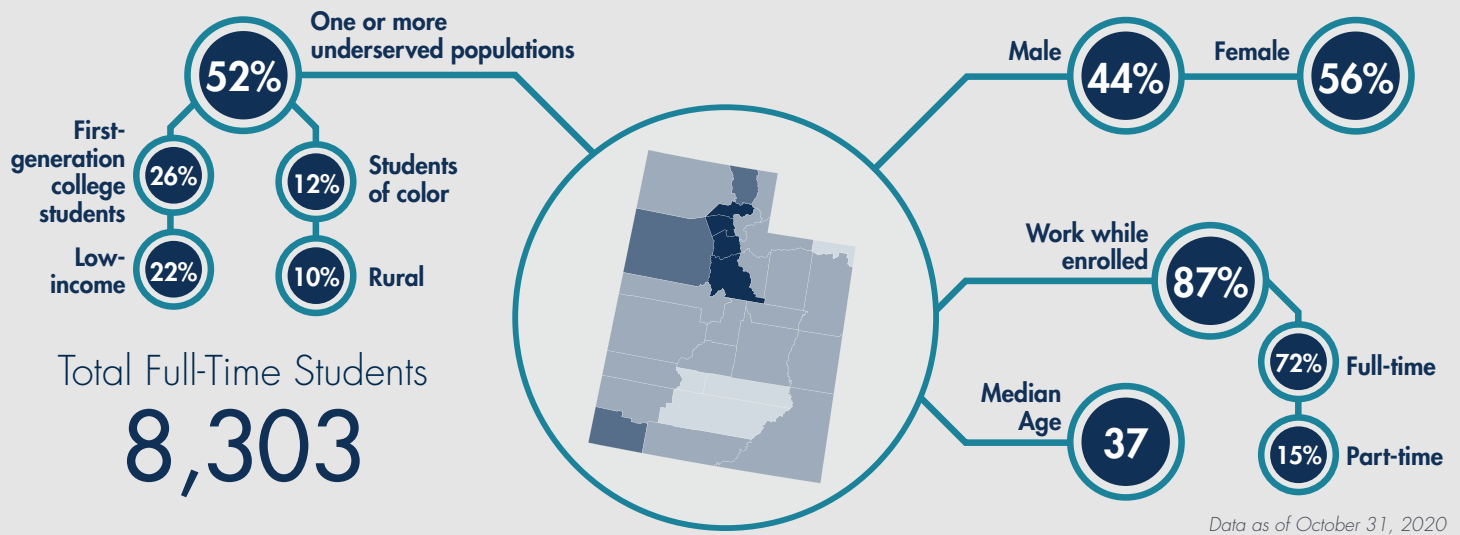 One or more
underserved populations
52%
First-
generation
college
students
26%
12%
Students
of color
Low-
income
22%
10%
Rural
Total Full-Time Students
8,303
Male
44%
Female
56%
Work while
enrolled
87%
72%
Full-time
15%
Part-time
Median
Age
37
Data as of October 31, 2020